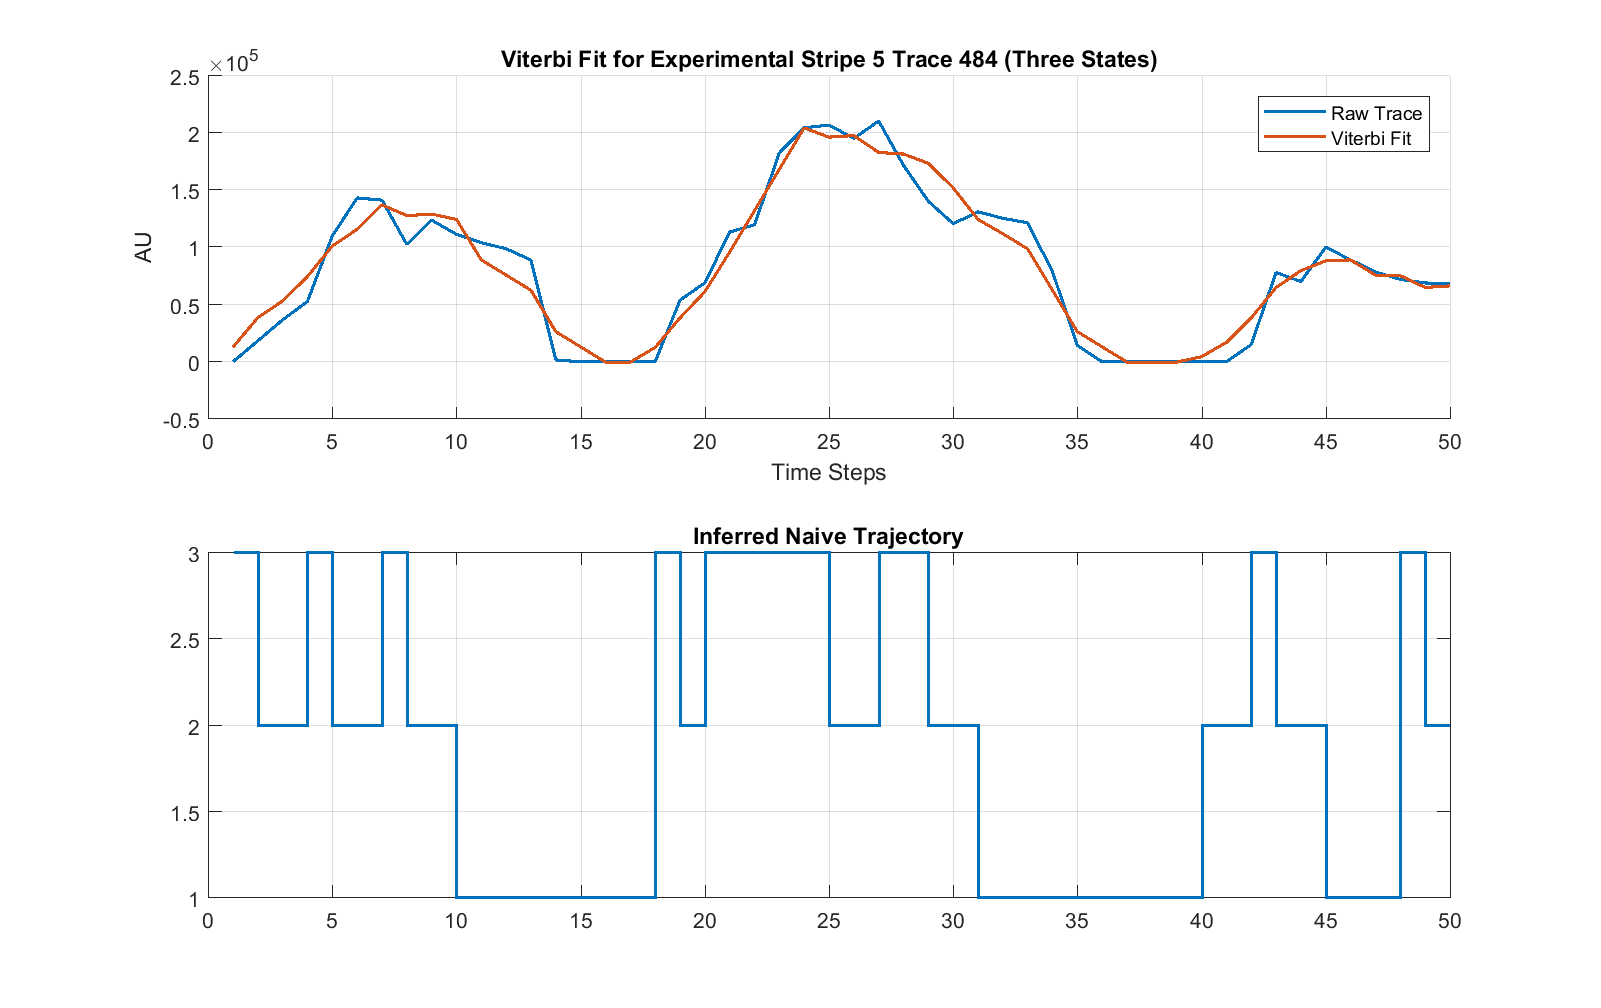 Viterbi Fit for Experimental Stripe 5 Trace 484 (Three States)
×10^5
2.5
2
1.5
1
0.5
0
-0.5
AU
Raw Trace
Viterbi Fit
0 5 10 15 20 25 30 35 40 45 50
Time Steps
Inferred Naive Trajectory
3
2.5
2
1.5
1
0 5 10 15 20 25 30 35 40 45 50